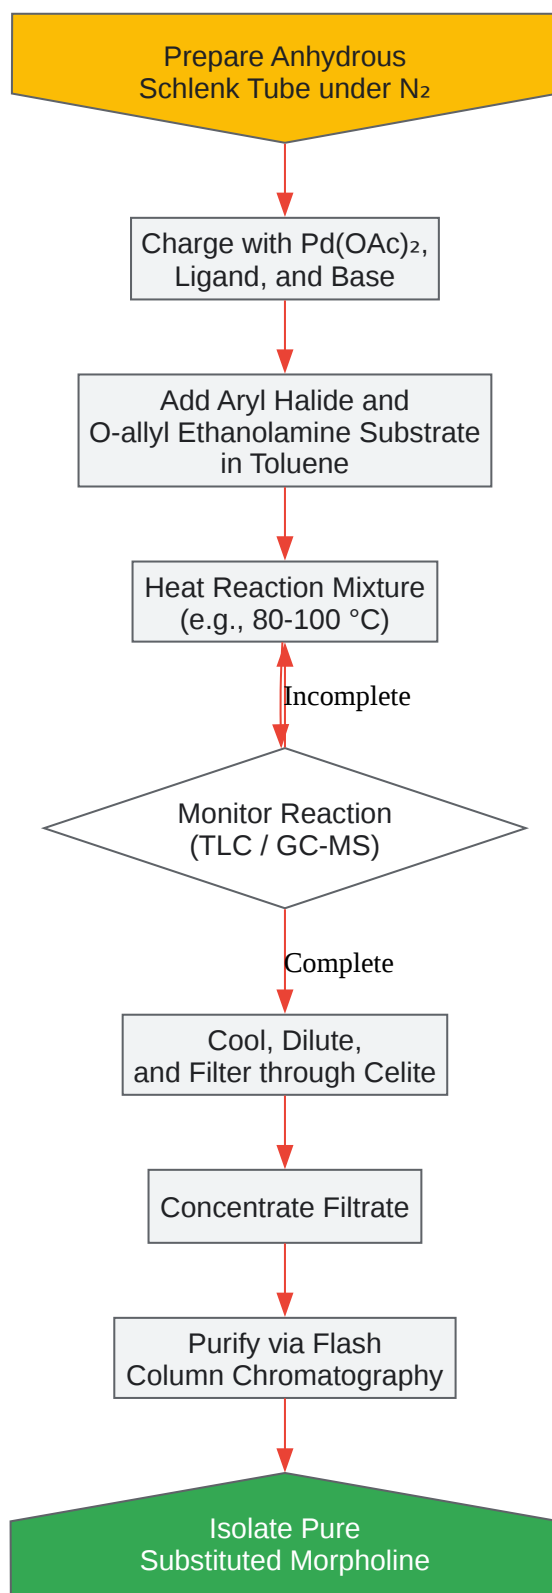 Prepare Anhydrous
Schlenk Tube under N₂
Charge with Pd(OAc)₂,
Ligand, and Base
Add Aryl Halide and
O-allyl Ethanolamine Substrate
in Toluene
Heat Reaction Mixture
(e.g., 80-100 °C)
Incomplete
Monitor Reaction
(TLC / GC-MS)
Complete
Cool, Dilute,
and Filter through Celite
Concentrate Filtrate
Purify via Flash
Column Chromatography
Isolate Pure
Substituted Morpholine